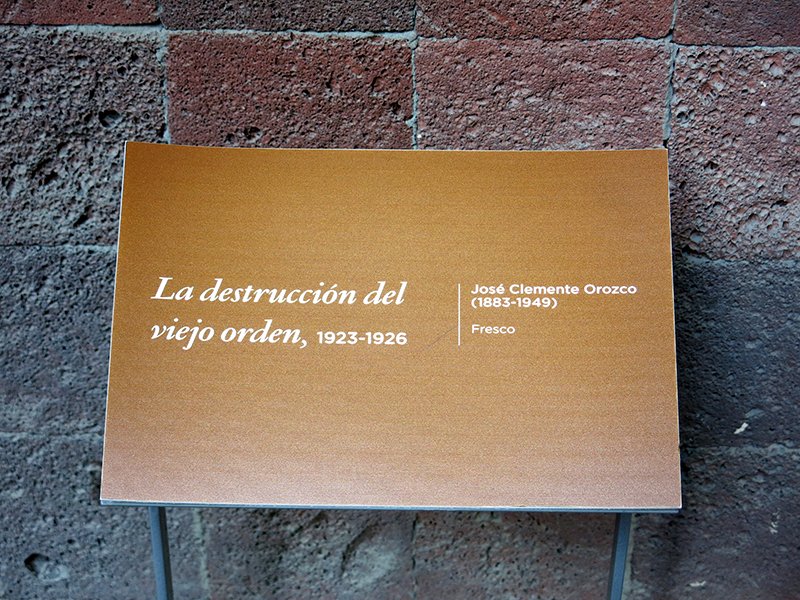 La destrucción del
viejo orden, 1923-1926
José Clemente Orozco
(1883-1949)
Fresco